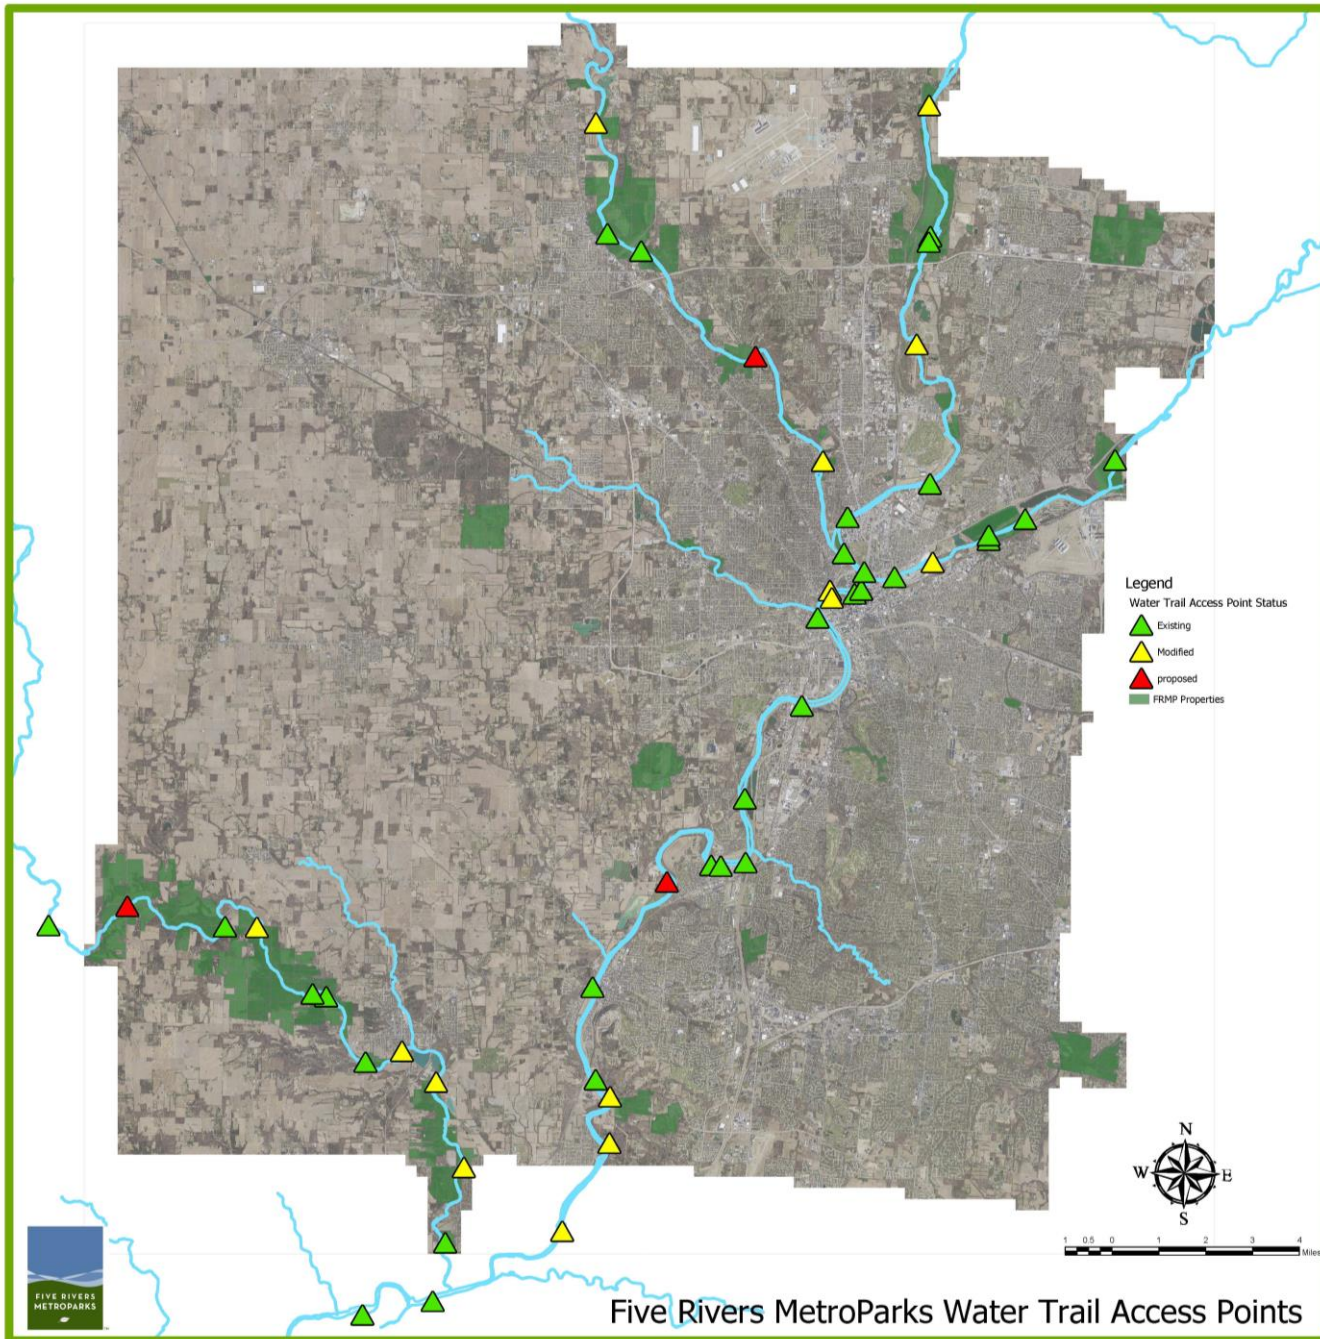 Legend
Water Trail Access Point Status
Existing
Modified
proposed
FRMP Properties
N
W E
S
1 0.5 0 1 2 3 4
Miles
FIVE RIVERS
METROPARKS
Five Rivers MetroParks Water Trail Access Points